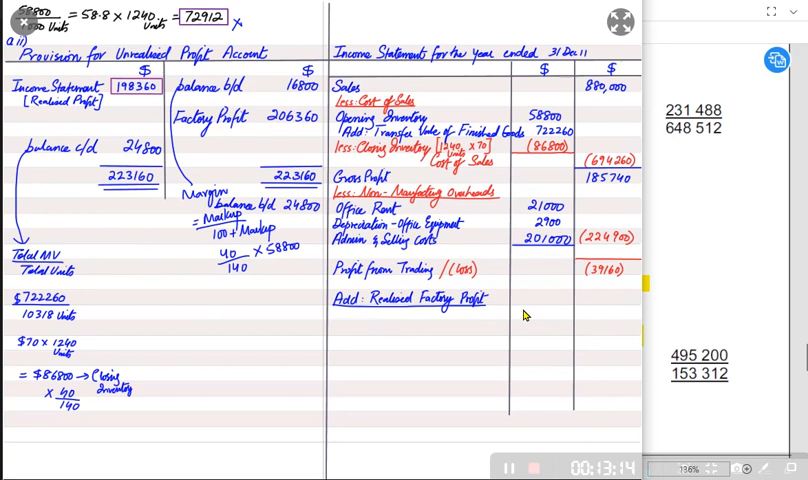 58800 = 58.8 x 1240 = 72912 x
1000 Units Units
a ii)
Provision for Unrealised Profit Account
$ $
Income Statement 198360 balance b/d 16800
[Realised Profit]
Factory Profit 206360
balance c/d 24800
223160 223160
Margin balance b/d 24800
= Markup
100 + Markup
40 x 58800
140
Total MV
Total Units
$722260
10318 Units
$70 x 1240
Units
= $86800 → Closing
Inventory
x 40
140
Income Statement for the year ended 31 Dec 11
$ $
Sales 880,000
Less: Cost of Sales
Opening Inventory 58800
Add: Transfer Value of Finished Goods 722260
less: Closing Inventory [1240 x 70] (86800)
Units
Cost of Sales (694260)
Gross Profit 185740
Less: Non-Manufacturing Overheads
Office Rent 21000
Depreciation - Office Equipment 2900
Admin & Selling Costs 201000 (224900)
Profit from Trading /(Loss) (39160)
Add: Realised Factory Profit
231 488
648 512
495 200
153 312
00:13:14
136%